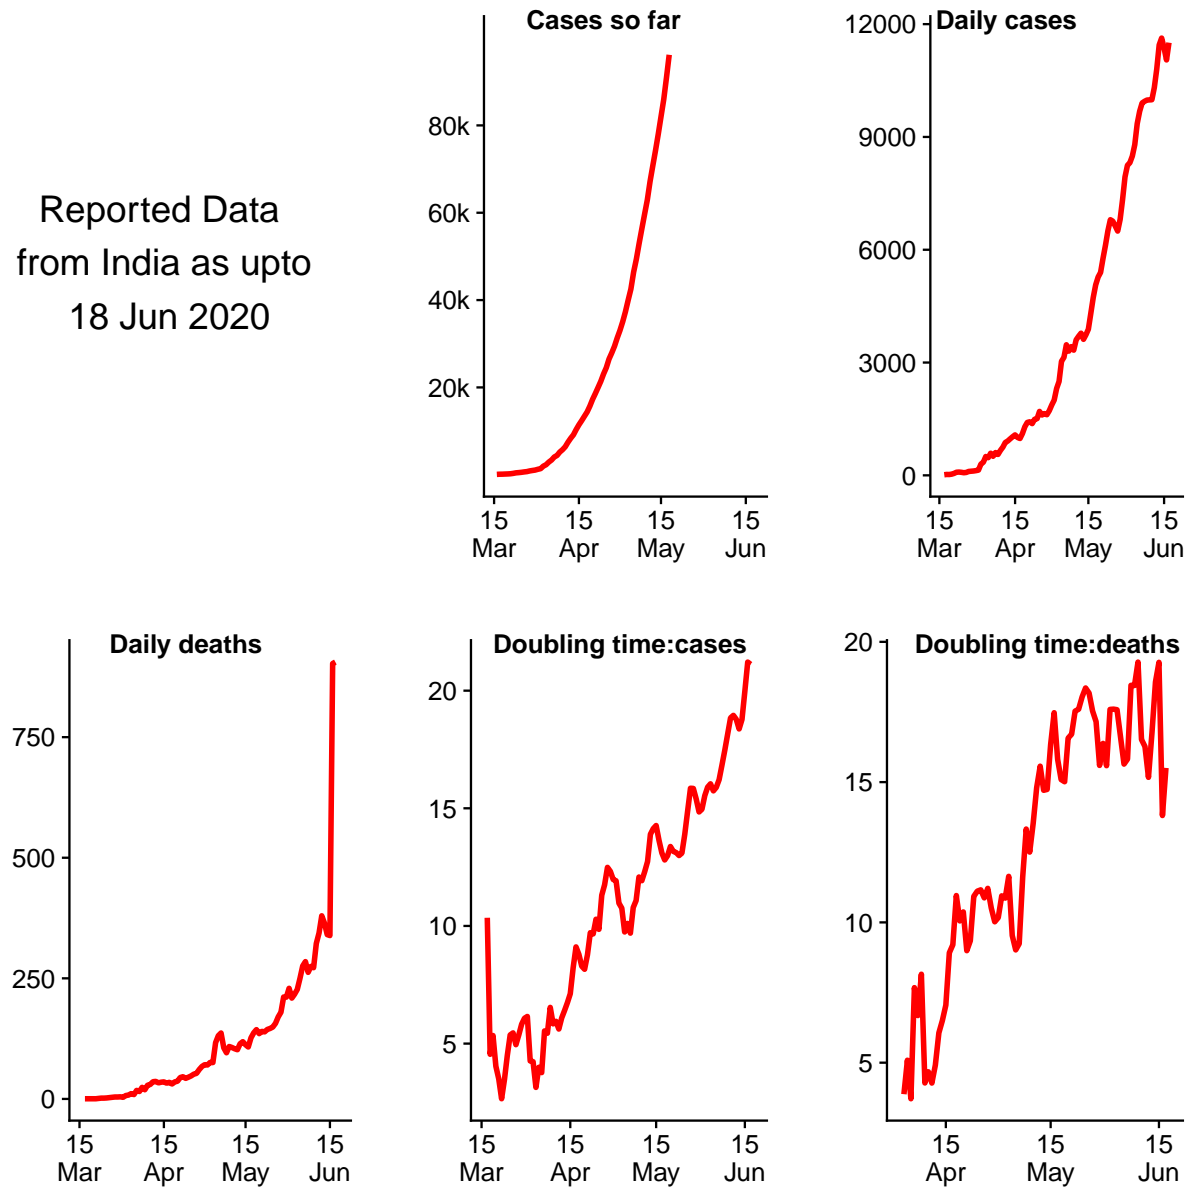 Reported Data
from India as upto
18 Jun 2020
Cases so far
80k
60k
40k
20k
15 15 15 15
Mar Apr May Jun
Daily cases
12000
9000
6000
3000
0
15 15 15 15
Mar Apr May Jun
Daily deaths
750
500
250
0
15 15 15 15
Mar Apr May Jun
Doubling time:cases
20
15
10
5
15 15 15 15
Mar Apr May Jun
Doubling time:deaths
20
15
10
5
15 15 15
Apr May Jun